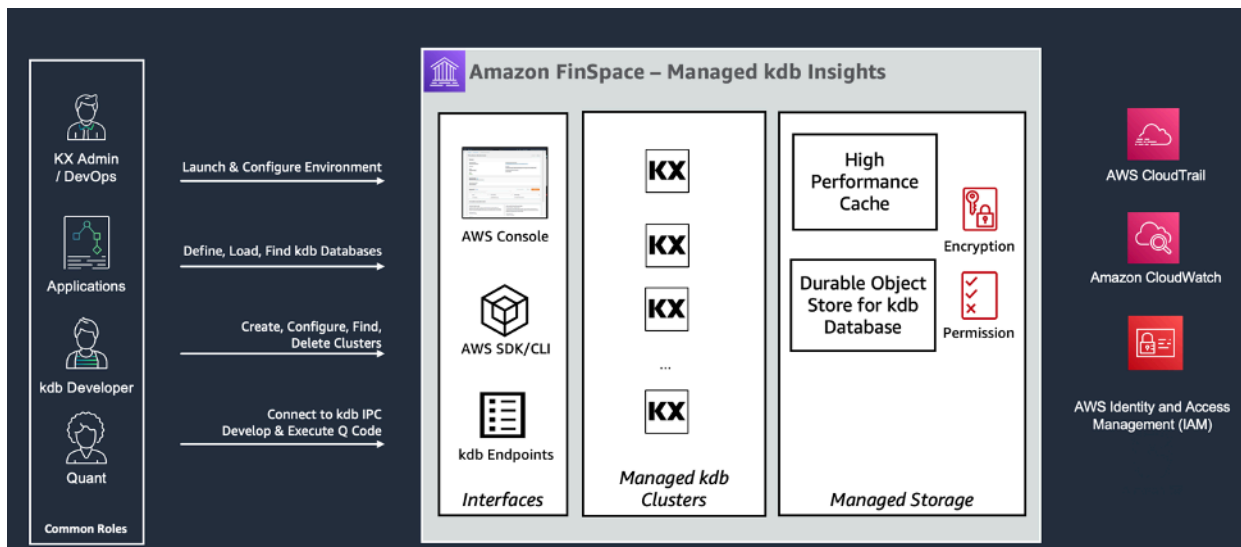 Amazon FinSpace – Managed kdb Insights
KX Admin
/ DevOps
Applications
kdb Developer
Quant
Common Roles
Launch & Configure Environment
Define, Load, Find kdb Databases
Create, Configure, Find,
Delete Clusters
Connect to kdb IPC
Develop & Execute Q Code
AWS Console
AWS SDK/CLI
kdb Endpoints
Interfaces
KX
KX
KX
...
KX
Managed kdb
Clusters
High
Performance
Cache
Durable Object
Store for kdb
Database
Encryption
Permission
Managed Storage
AWS CloudTrail
Amazon CloudWatch
AWS Identity and Access
Management (IAM)